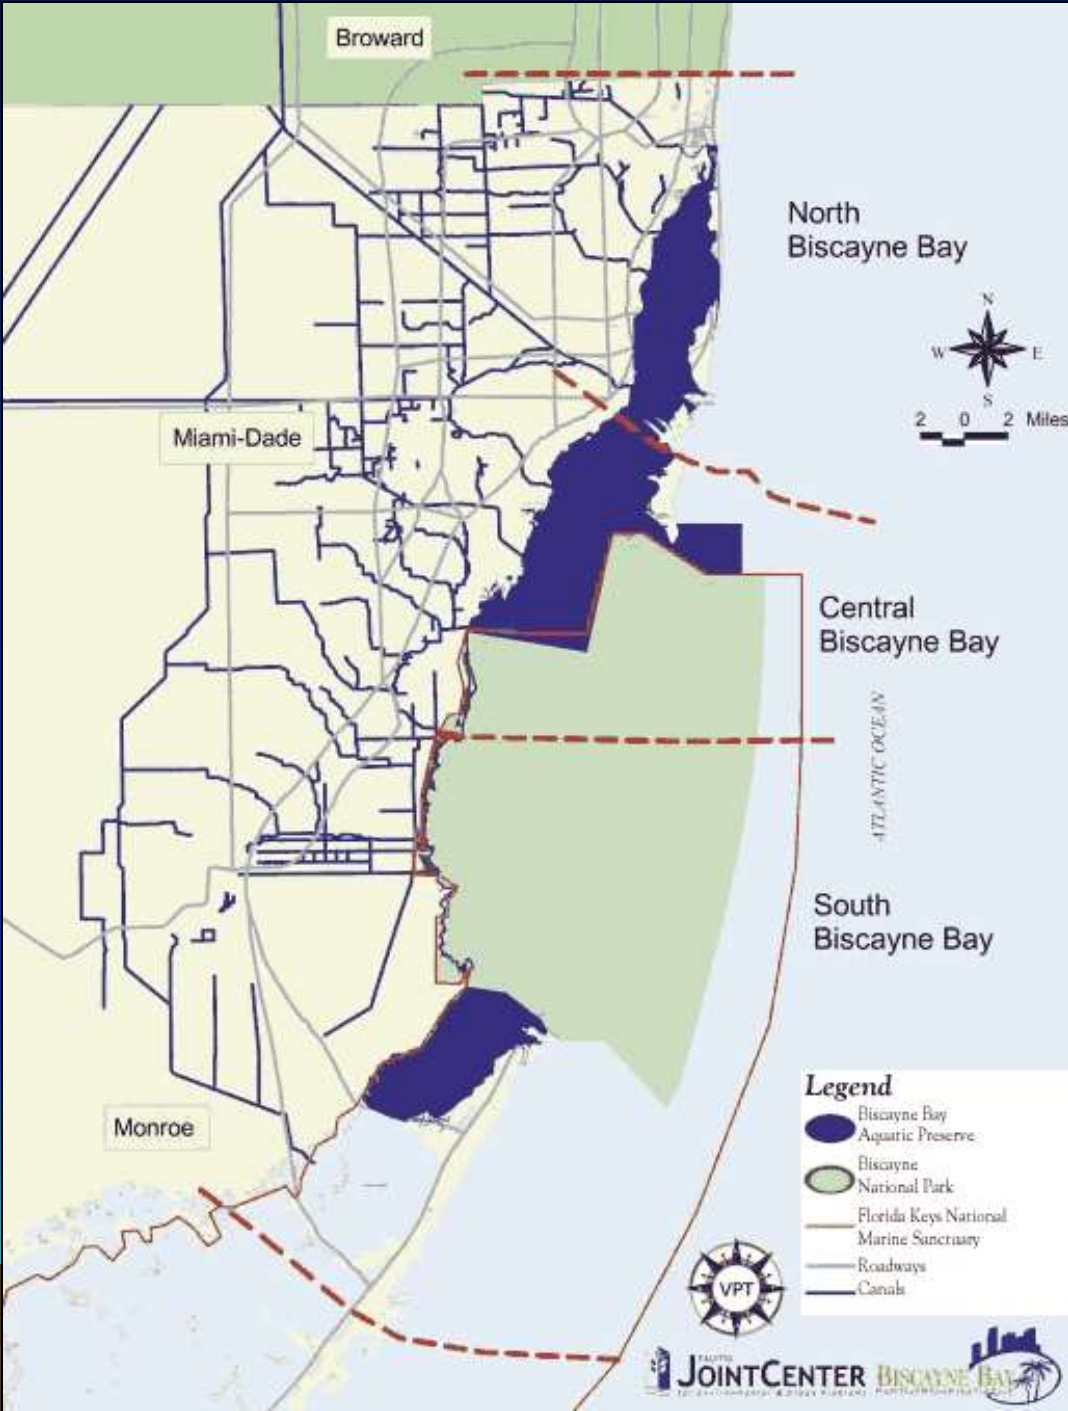 Broward
North
Biscayne Bay
N
W E
S
2 0 2 Miles
Miami-Dade
Central
Biscayne Bay
ATLANTIC OCEAN
South
Biscayne Bay
Monroe
Legend
Biscayne Bay
Aquatic Preserve
Biscayne
National Park
Florida Keys National
Marine Sanctuary
Roadways
Canals
VPT
JOINTCENTER
BISCAYNE BAY